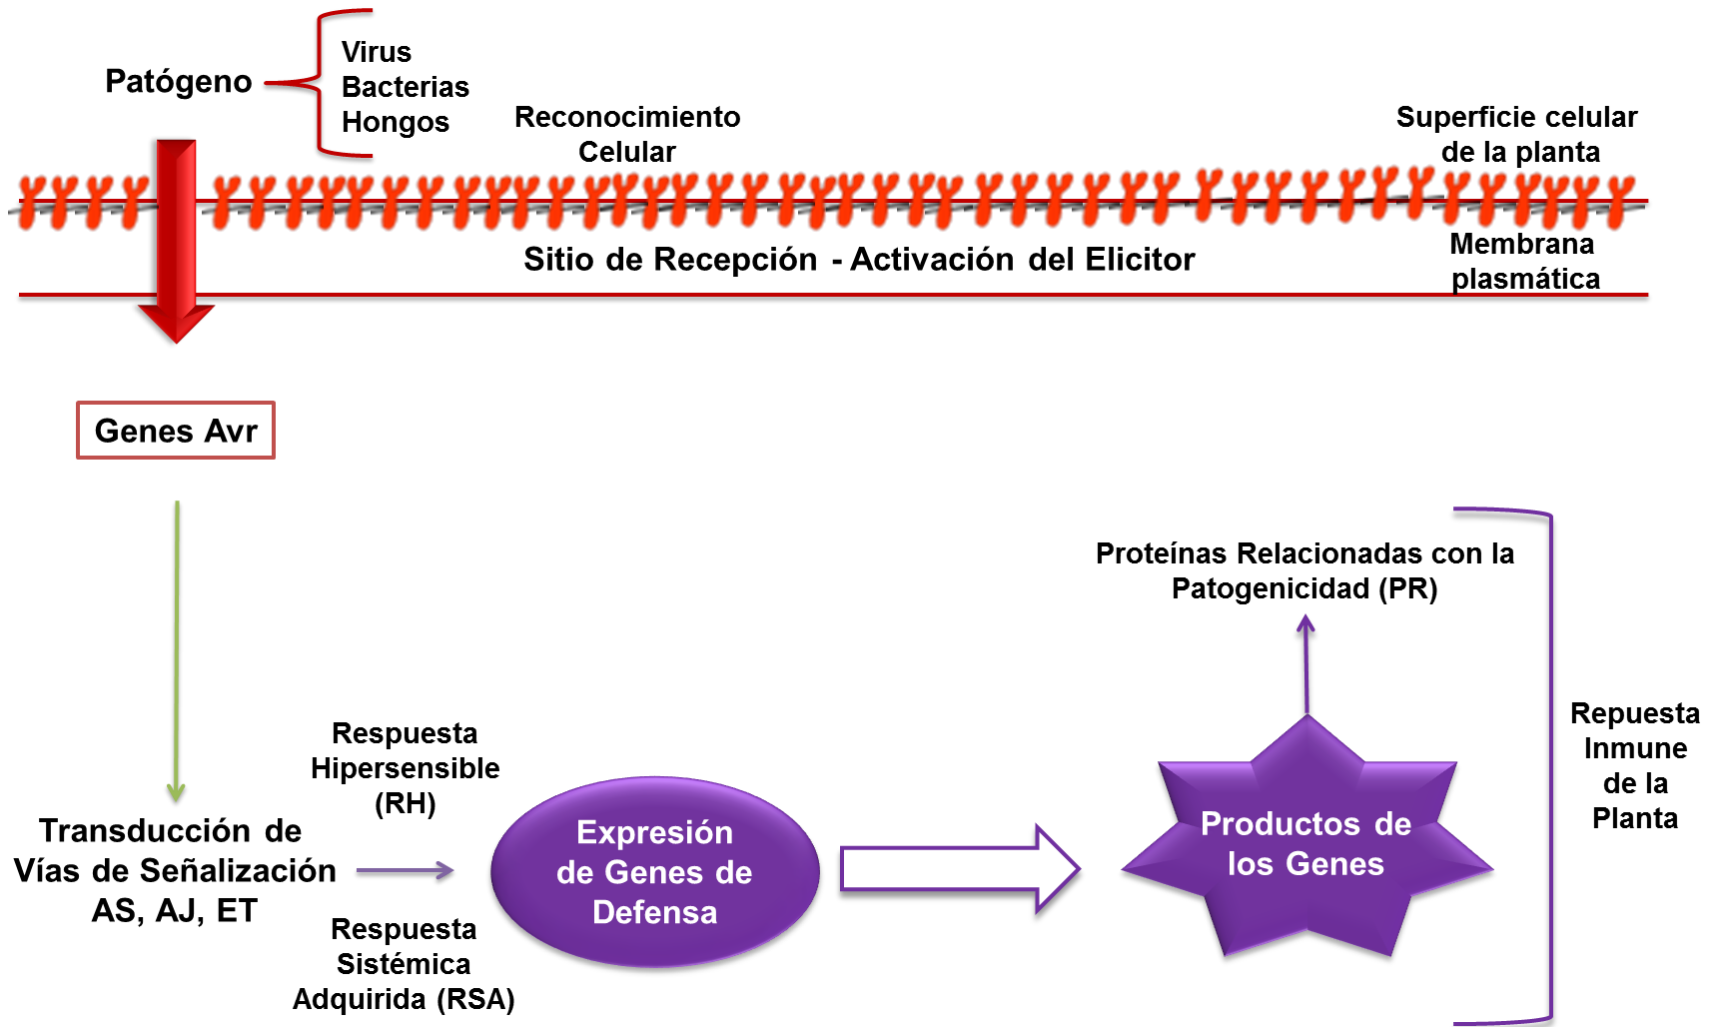 Patógeno
Virus
Bacterias
Hongos
Reconocimiento
Celular
Superficie celular
de la planta
Sitio de Recepción - Activación del Elicitor
Membrana
plasmática
Genes Avr
Transducción de
Vías de Señalización
AS, AJ, ET
Respuesta
Hipersensible
(RH)
Respuesta
Sistémica
Adquirida (RSA)
Expresión
de Genes de
Defensa
Productos de
los Genes
Proteínas Relacionadas con la
Patogenicidad (PR)
Repuesta
Inmune
de la
Planta